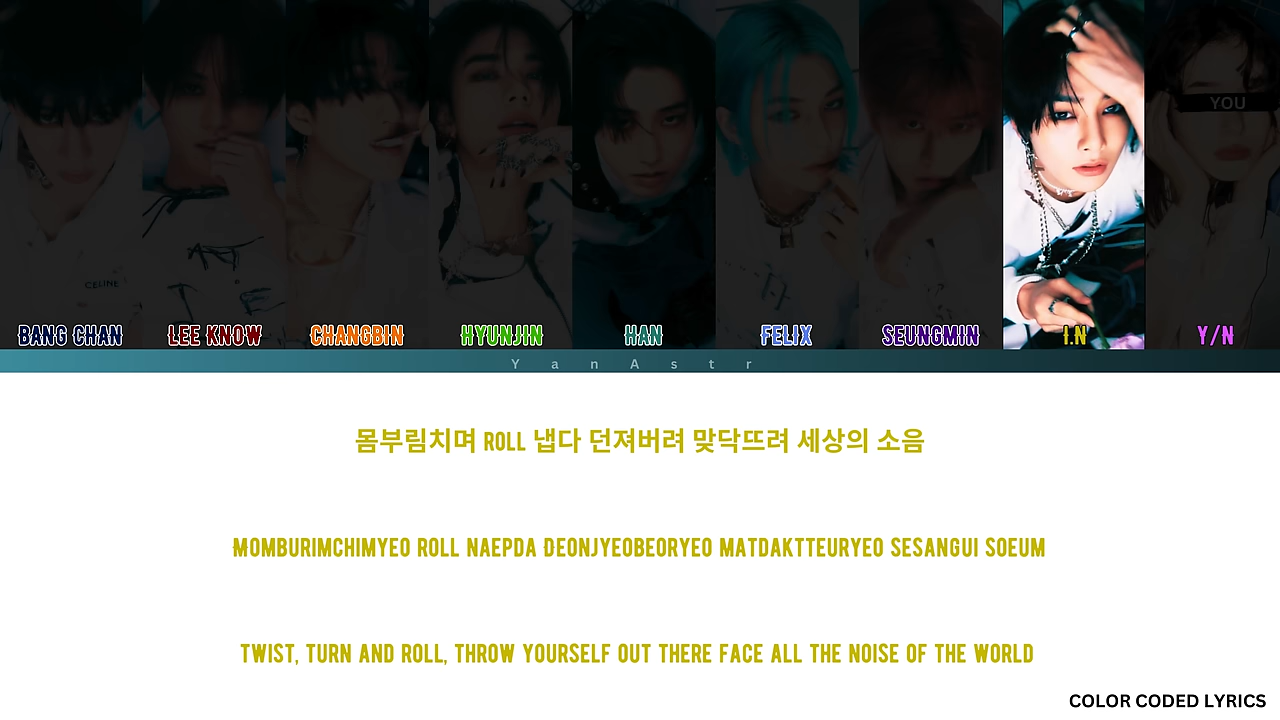 YOU
CELINE
BANG CHAN LEE KNOW CHANGBIN HYUNJIN HAN FELIX SEUNGMIN I.N Y/N
YanAstr
몸부림치며 ROLL 냅다 던져버려 맞닥뜨려 세상의 소음
MOMBURIMCHIMYEO ROLL NAEPDA DEONJYEOBEORYEO MATDAKTTEURYEO SESANGUI SOEUM
TWIST, TURN AND ROLL, THROW YOURSELF OUT THERE FACE ALL THE NOISE OF THE WORLD
COLOR CODED LYRICS